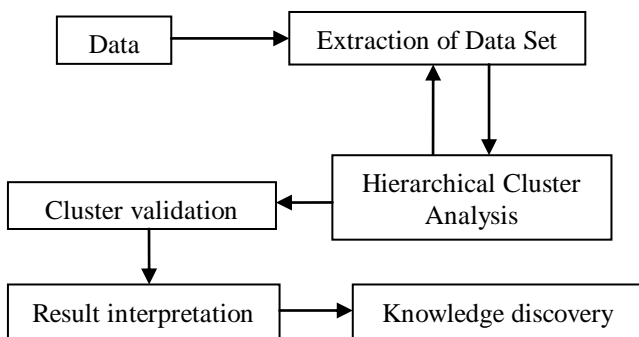 Data
Extraction of Data Set
Hierarchical Cluster
Analysis
Cluster validation
Result interpretation
Knowledge discovery